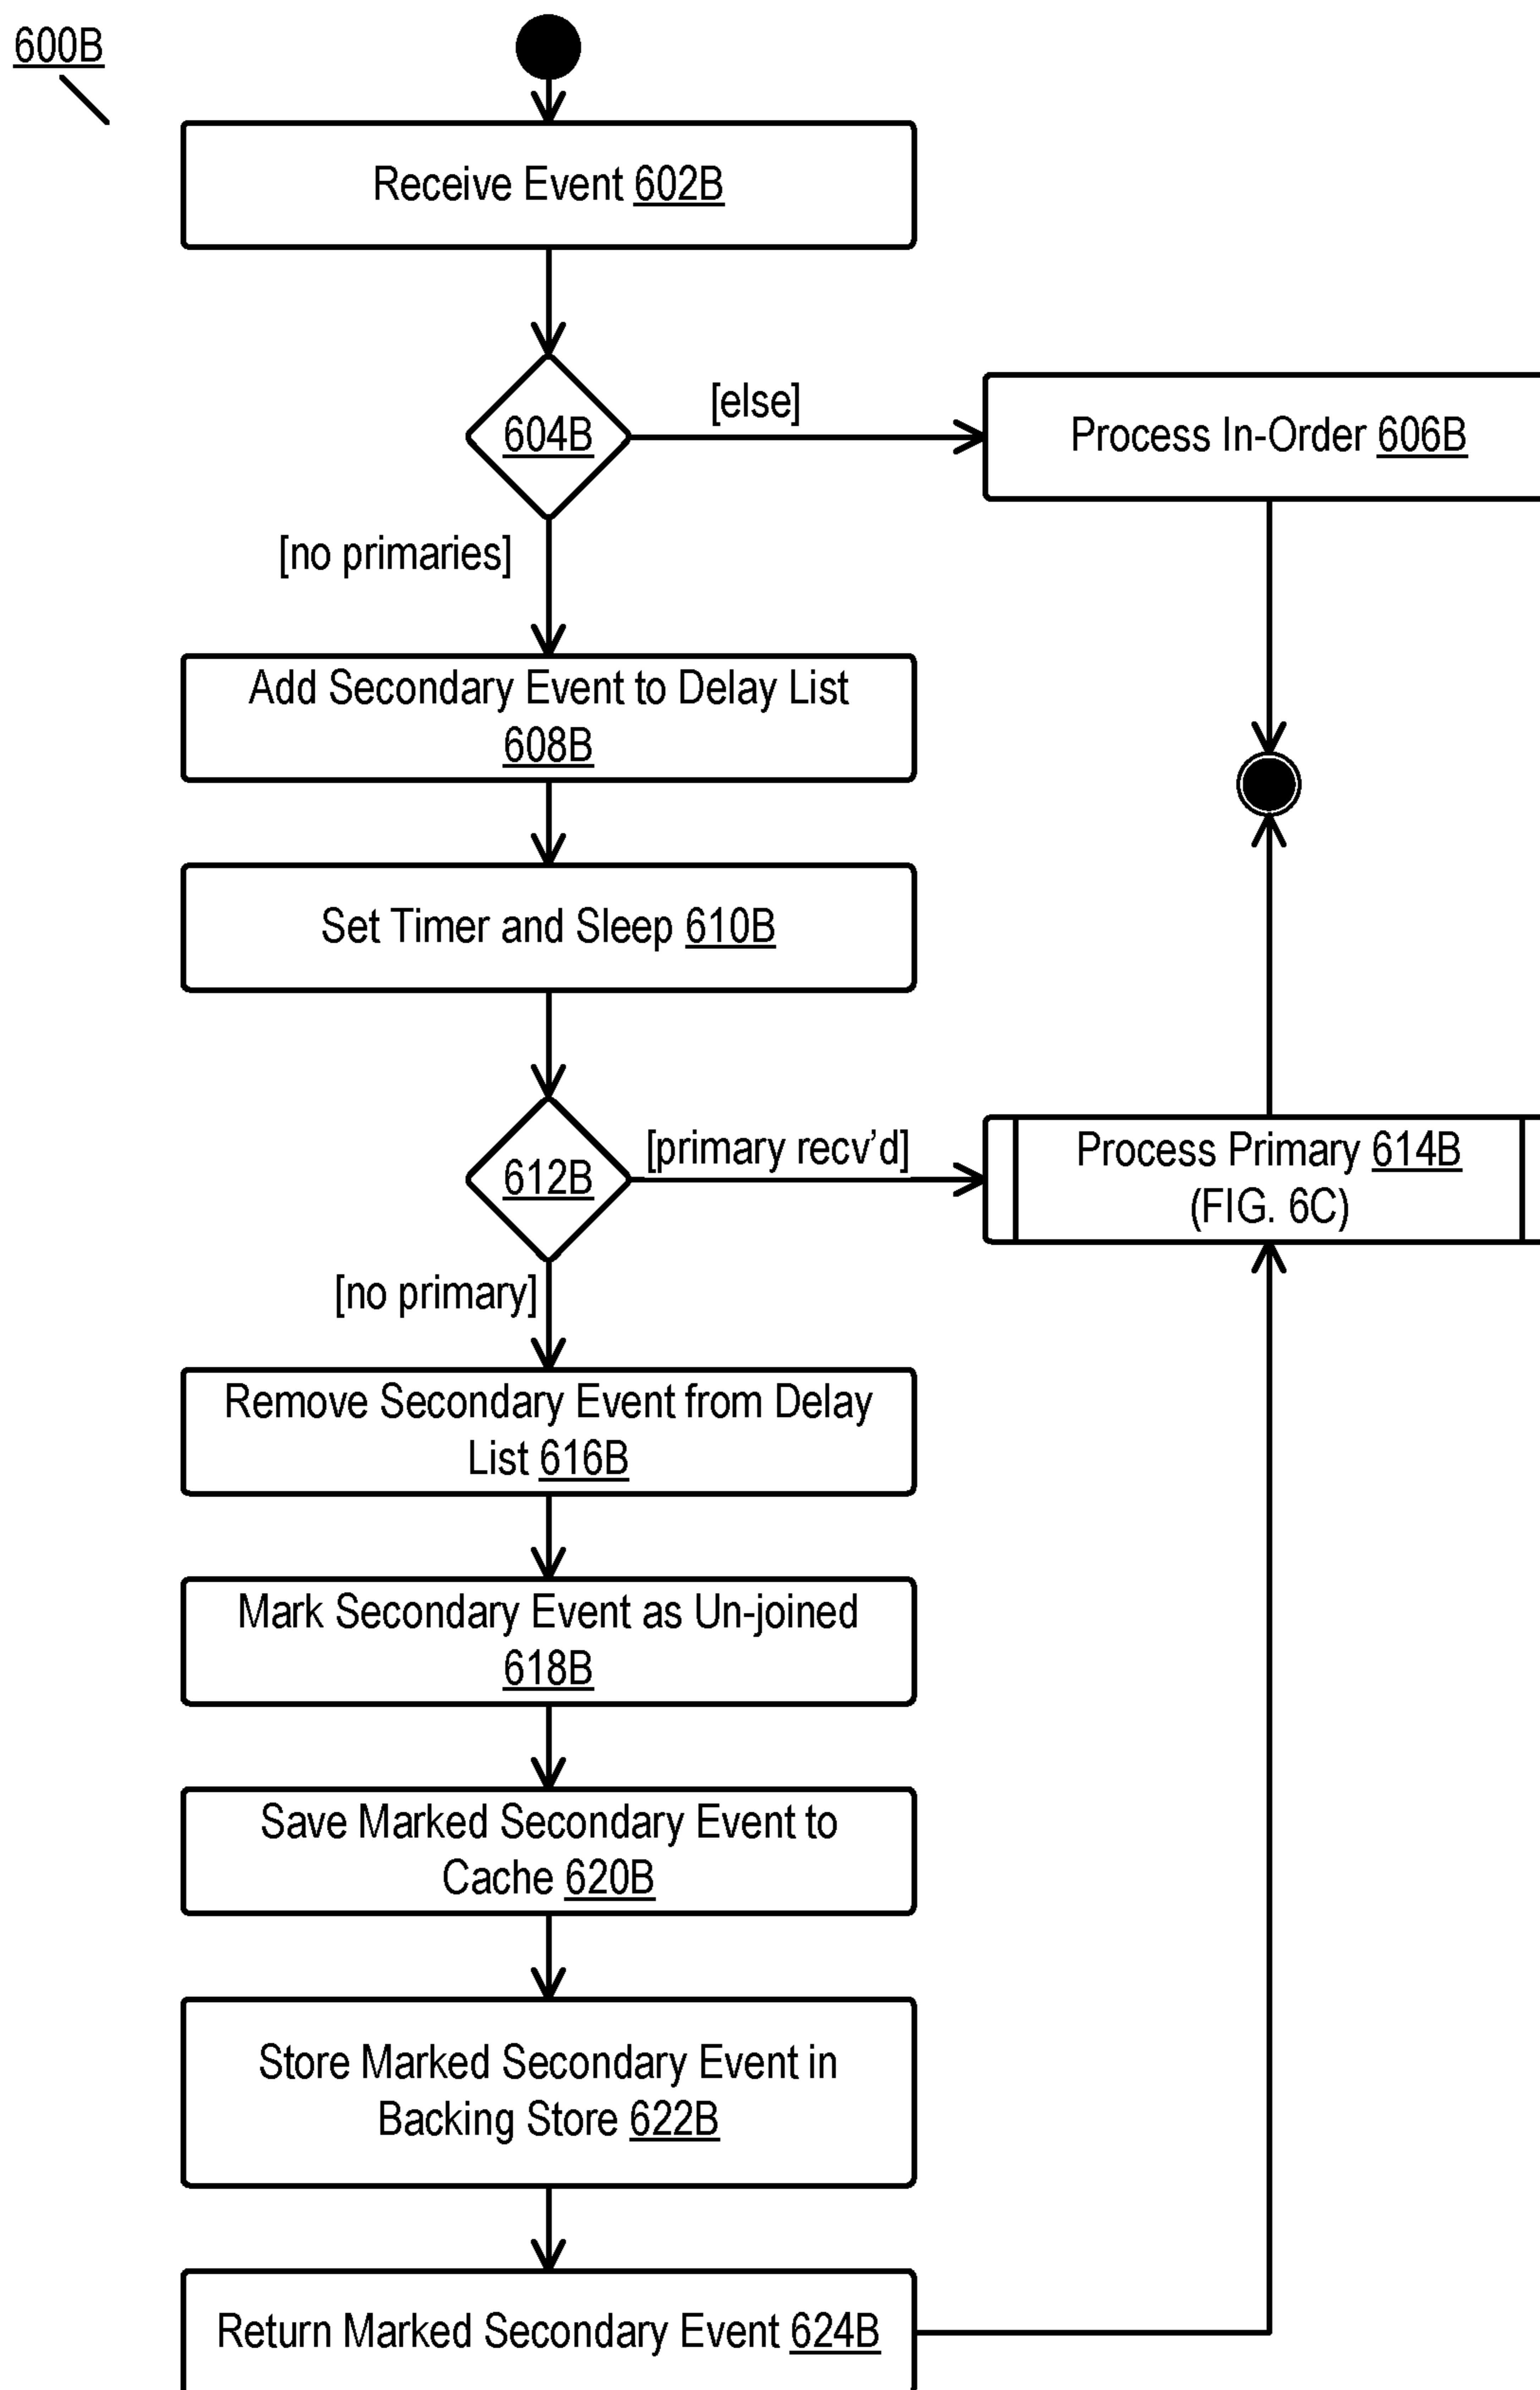 600B
Receive Event 602B
604B
[else]
Process In-Order 606B
[no primaries]
Add Secondary Event to Delay List
608B
Set Timer and Sleep 610B
612B
[primary recv’d]
Process Primary 614B
(FIG. 6C)
[no primary]
Remove Secondary Event from Delay
List 616B
Mark Secondary Event as Un-joined
618B
Save Marked Secondary Event to
Cache 620B
Store Marked Secondary Event in
Backing Store 622B
Return Marked Secondary Event 624B